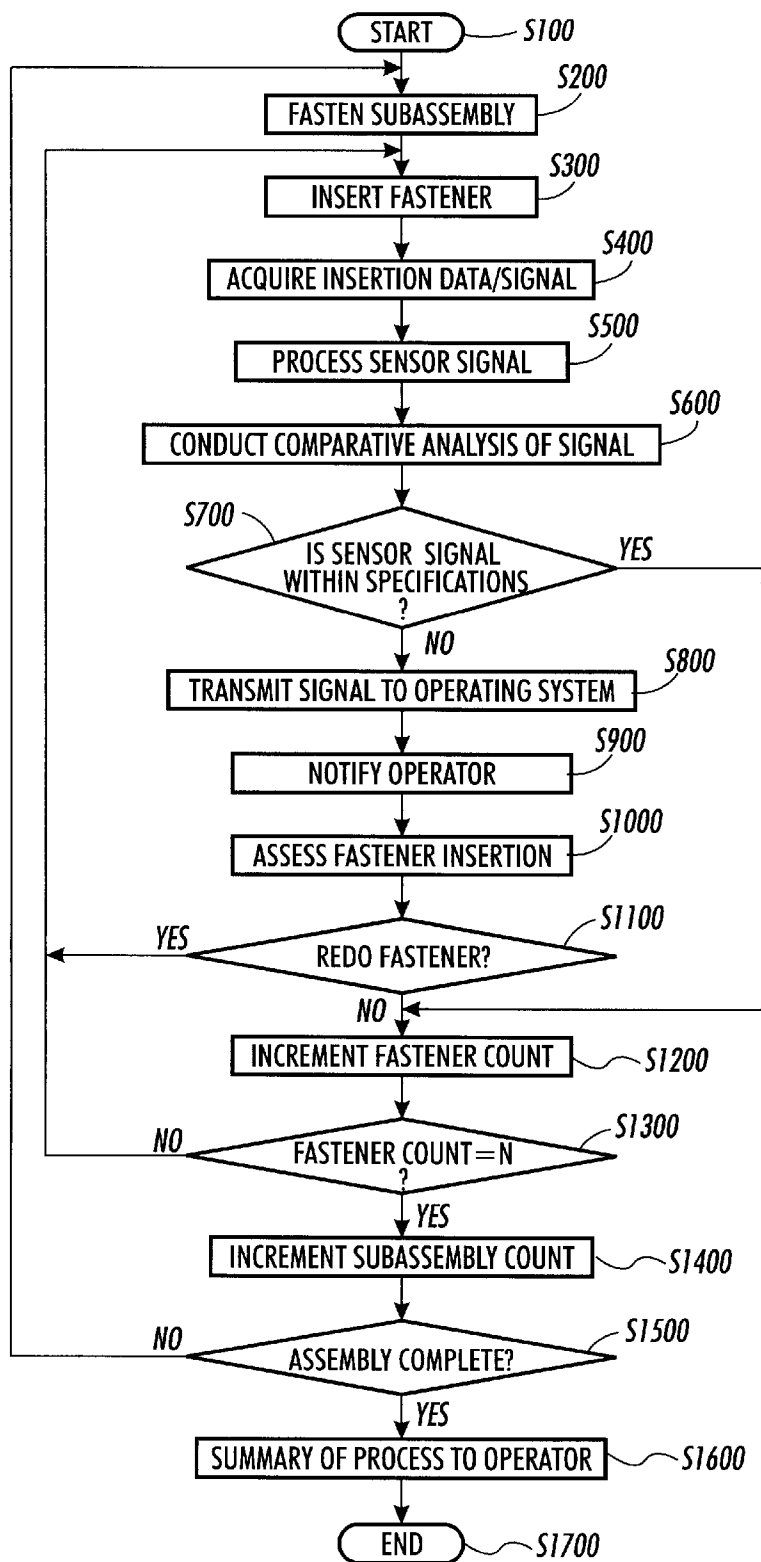 START
S100
S200
FASTEN SUBASSEMBLY
S300
INSERT FASTENER
S400
ACQUIRE INSERTION DATA/SIGNAL
S500
PROCESS SENSOR SIGNAL
S600
CONDUCT COMPARATIVE ANALYSIS OF SIGNAL
S700
IS SENSOR SIGNAL
WITHIN SPECIFICATIONS
?
YES
NO
S800
TRANSMIT SIGNAL TO OPERATING SYSTEM
S900
NOTIFY OPERATOR
S1000
ASSESS FASTENER INSERTION
S1100
YES
REDO FASTENER?
NO
INCREMENT FASTENER COUNT
S1200
S1300
NO
FASTENER COUNT=N
?
YES
INCREMENT SUBASSEMBLY COUNT
S1400
S1500
NO
ASSEMBLY COMPLETE?
YES
SUMMARY OF PROCESS TO OPERATOR
S1600
END
S1700